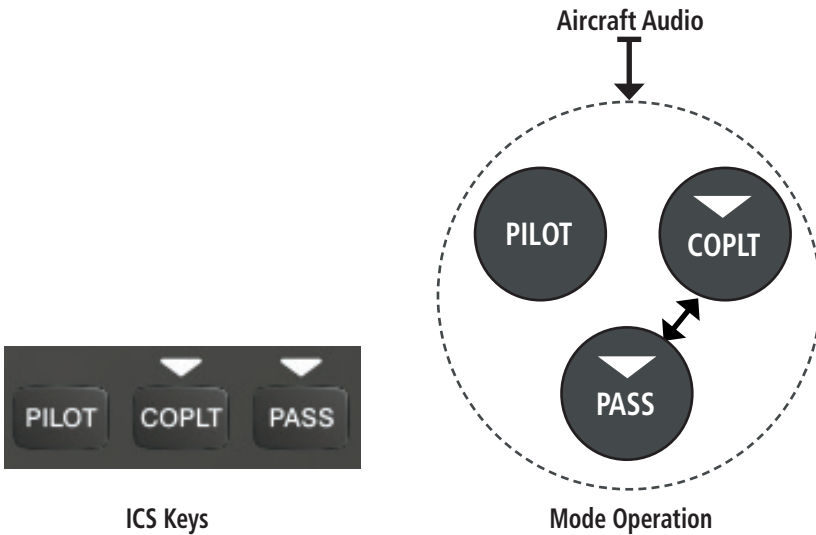 Aircraft Audio
PILOT
COPLT
PASS
PILOT COPLT PASS
ICS Keys
Mode Operation